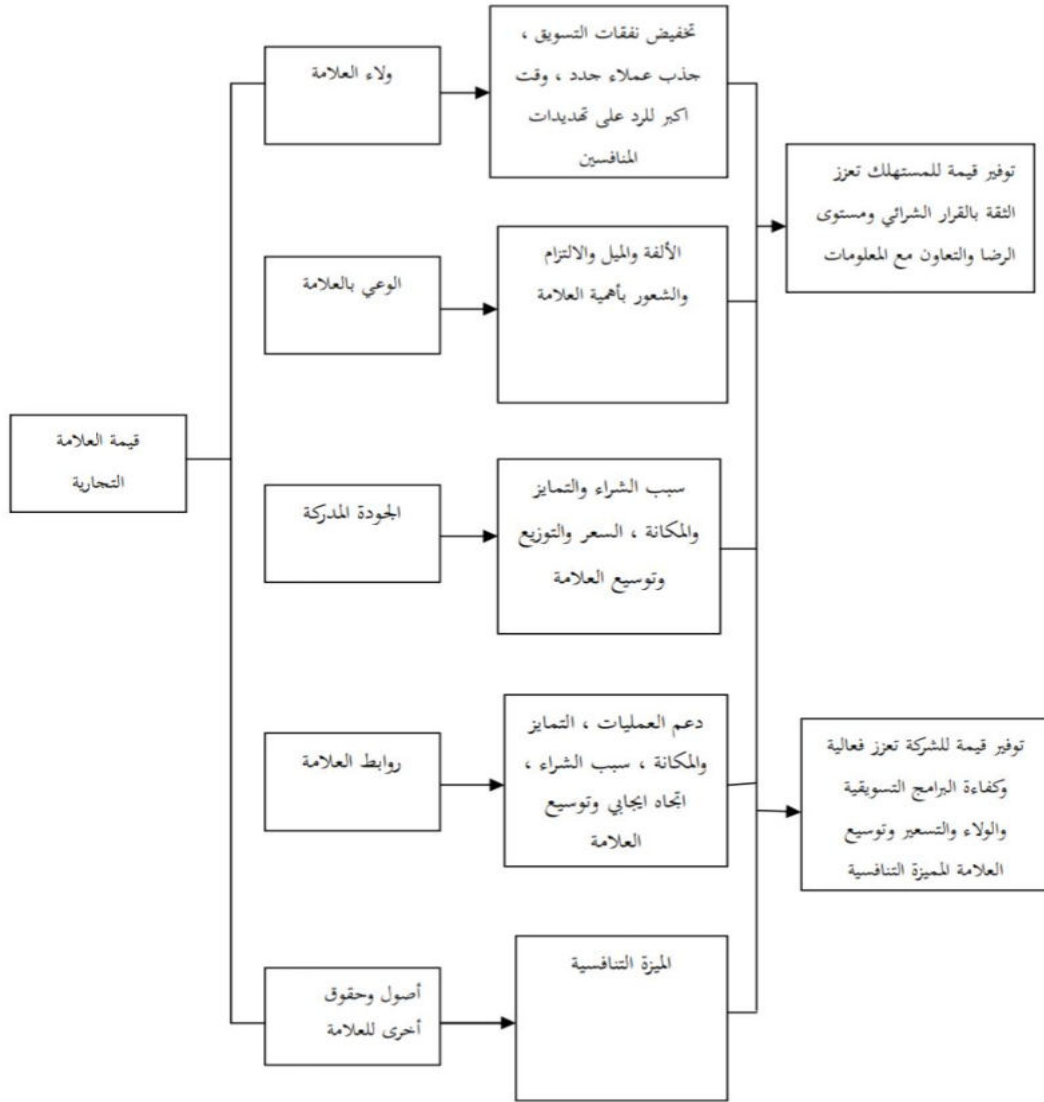 قيمة العلامة
التجارية
ولاء العلامة
تخفيض نفقات التسويق ،
جذب عملاء جدد ، وقت
اكبر للرد على تهديدات
المنافسين
الوعي بالعلامة
الألفة والميل والالتزام
والشعور بأهمية العلامة
الجودة المدركة
سبب الشراء والتمايز
والمكانة ، السعر والتوزيع
وتوسيع العلامة
روابط العلامة
دعم العمليات ، التمايز
والمكانة ، سبب الشراء ،
اتجاه ايجابي وتوسيع
العلامة
أصول وحقوق
أخرى للعلامة
الميزة التنافسية
توفير قيمة للمستهلك تعزز
الثقة بالقرار الشرائي ومستوى
الرضا والتعاون مع المعلومات
توفير قيمة للشركة تعزز فعالية
وكفاءة البرامج التسويقية
والولاء والتسعير وتوسيع
العلامة المميزة التنافسية